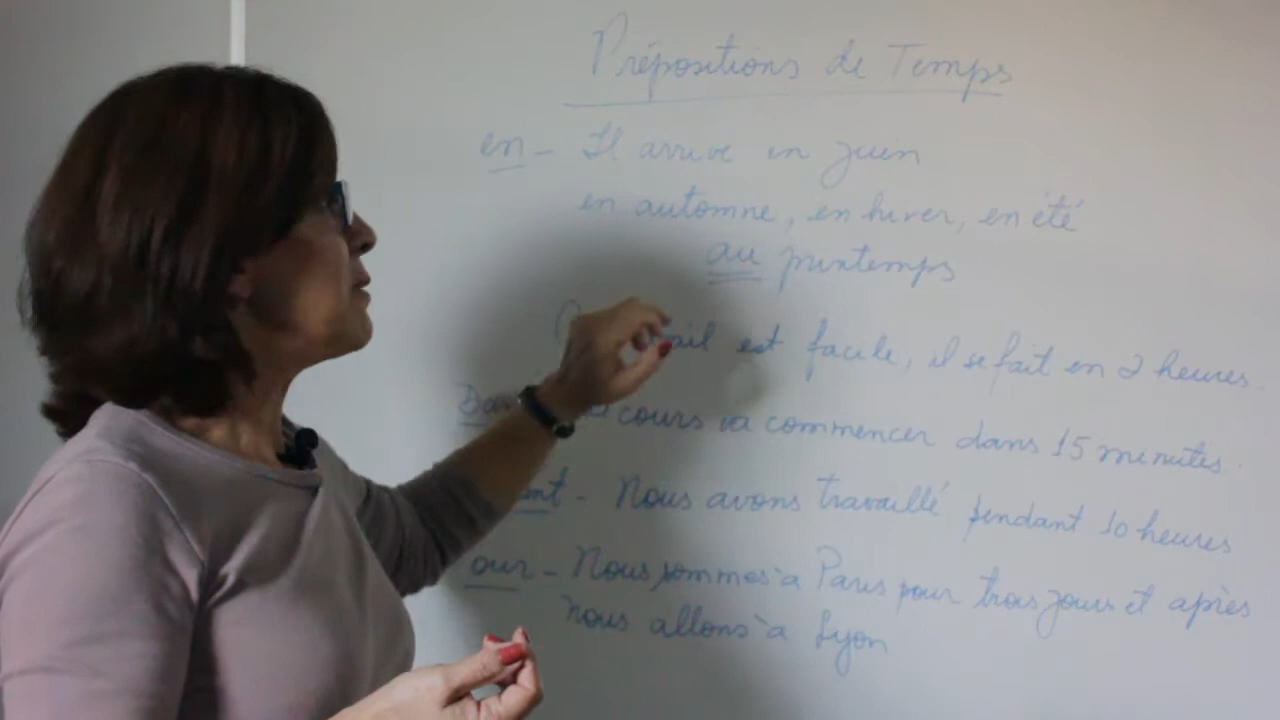 Prépositions de Temps
en - Il arrive en juin
en automne, en hiver, en été
au printemps
est facile, il se fait en 2 heures.
cours va commencer dans 15 minutes.
- Nous avons travaillé pendant 10 heures
- Nous sommes à Paris pour trois jours et après
nous allons à Lyon